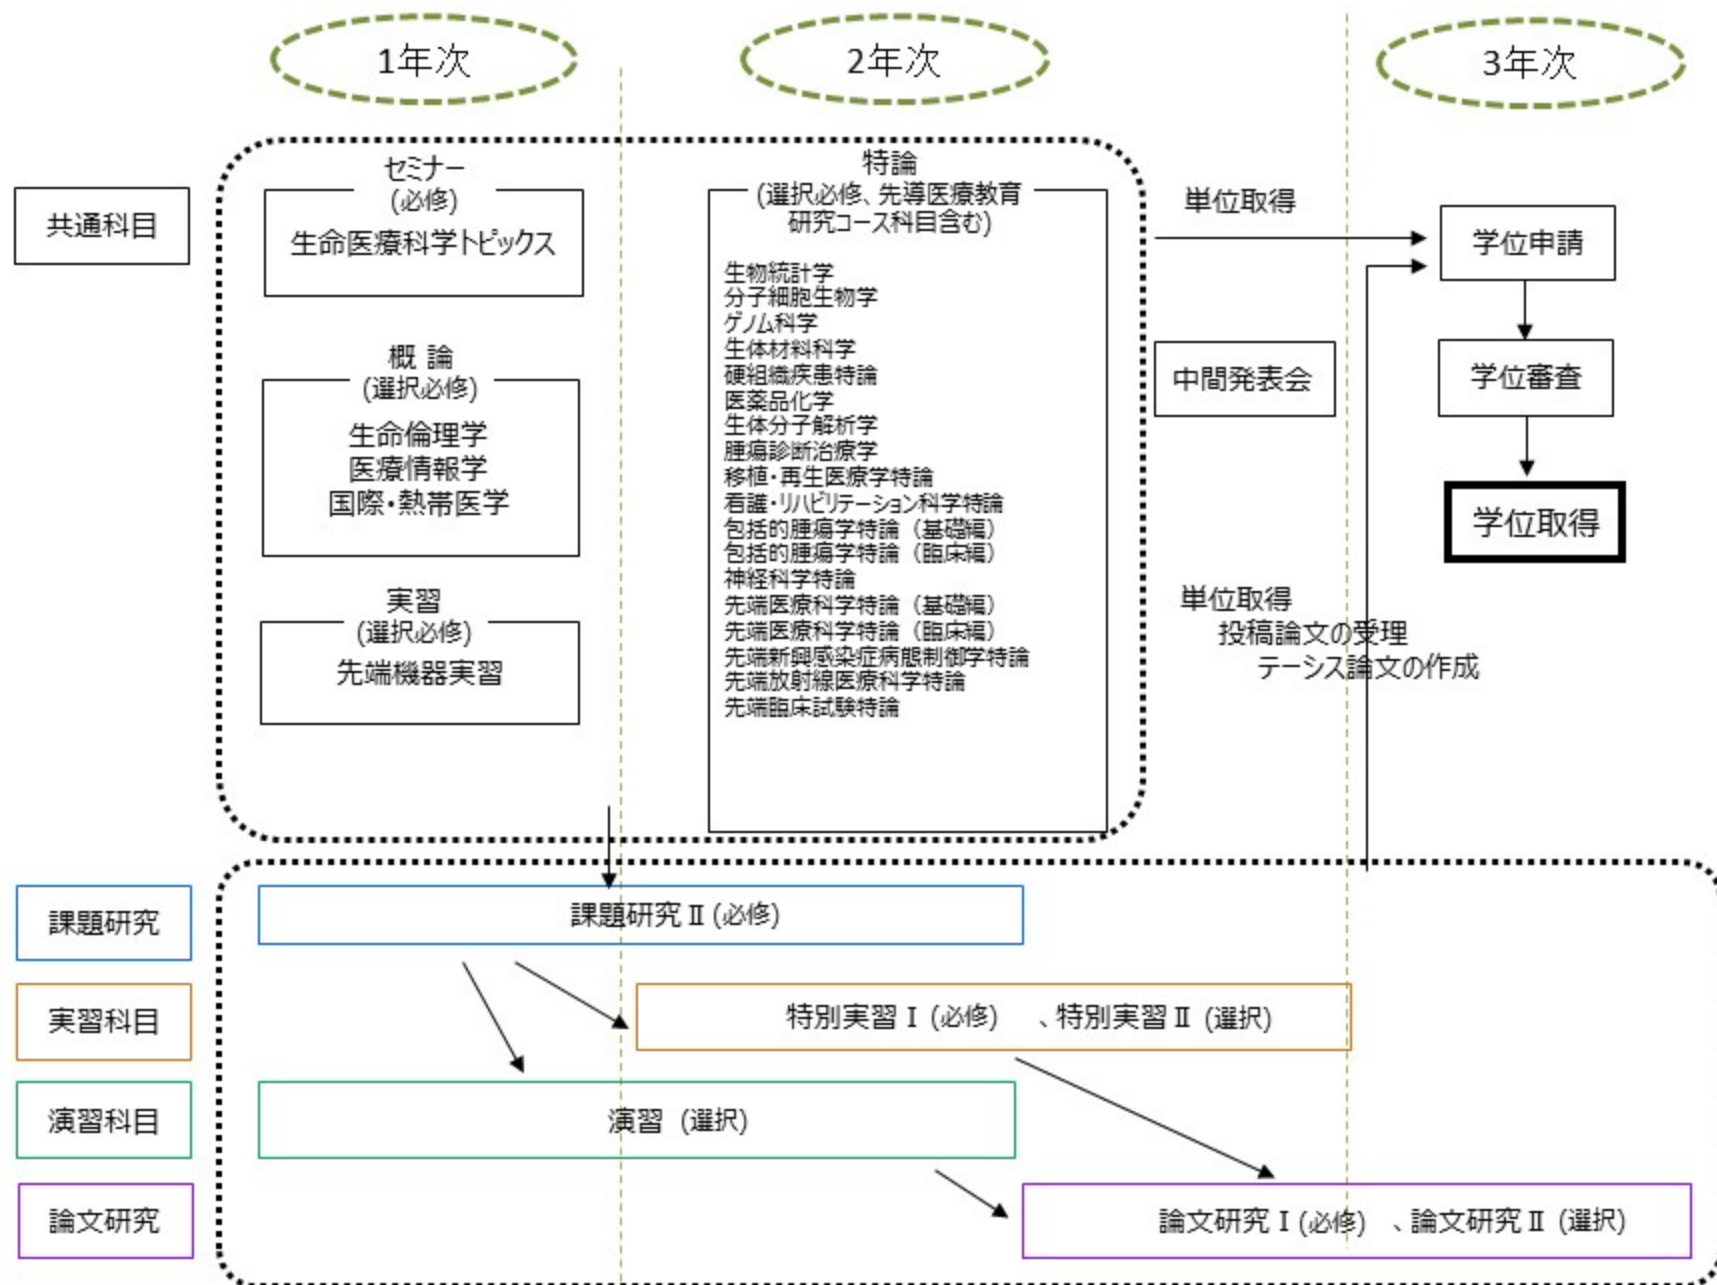 1年次
2年次
3年次
共通科目
セミナー
(必修)
生命医療科学トピックス
概 論
(選択必修)
生命倫理学
医療情報学
国際・熱帯医学
実習
(選択必修)
先端機器実習
特論
(選択必修、先導医療教育
研究コース科目含む)
生物統計学
分子細胞生物学
ゲノム科学
生体材料科学
硬組織疾患特論
医薬品化学
生体分子解析学
腫瘍診断治療学
移植・再生医療学特論
看護・リハビリテーション科学特論
包括的腫瘍学特論（基礎編）
包括的腫瘍学特論（臨床編）
神経科学特論
先端医療科学特論（基礎編）
先端医療科学特論（臨床編）
先端新興感染症病態制御学特論
先端放射線医療科学特論
先端臨床試験特論
単位取得
中間発表会
学位申請
学位審査
学位取得
単位取得
投稿論文の受理
テーシス論文の作成
課題研究
課題研究Ⅱ(必修)
実習科目
特別実習Ⅰ(必修)　、特別実習Ⅱ(選択)
演習科目
演習 (選択)
論文研究
論文研究Ⅰ(必修)　、論文研究Ⅱ(選択)